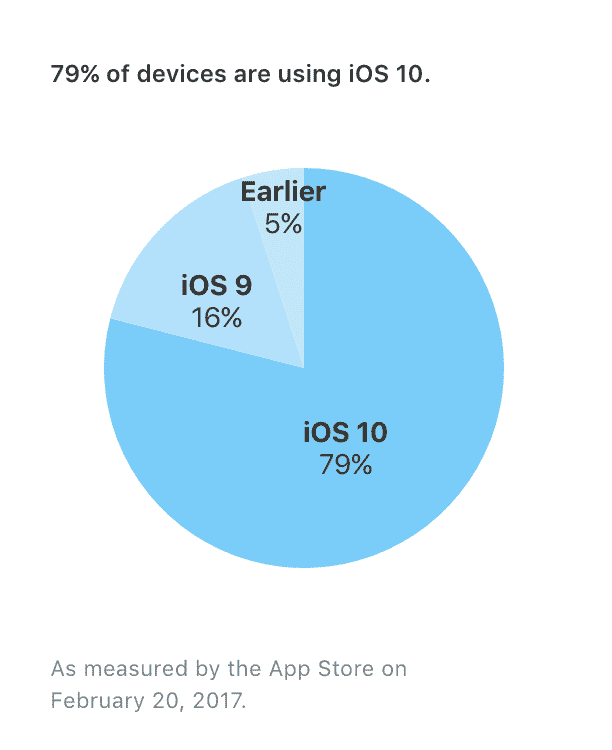 79% of devices are using iOS 10.
Earlier
5%
iOS 9
16%
iOS 10
79%
As measured by the App Store on
February 20, 2017.